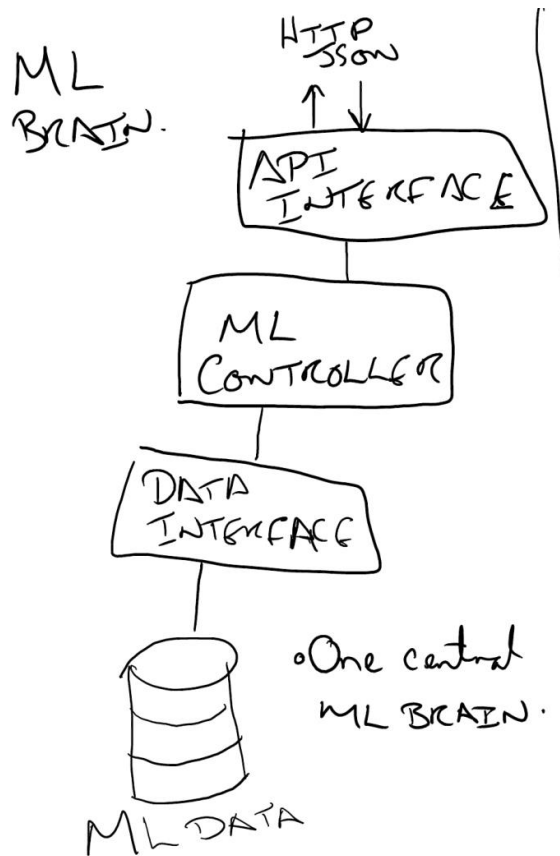 HTTP
JSON
ML
BRAIN.
API
INTERFACE
ML
CONTROLLER
DATA
INTERFACE
•One central
ML BRAIN.
ML DATA